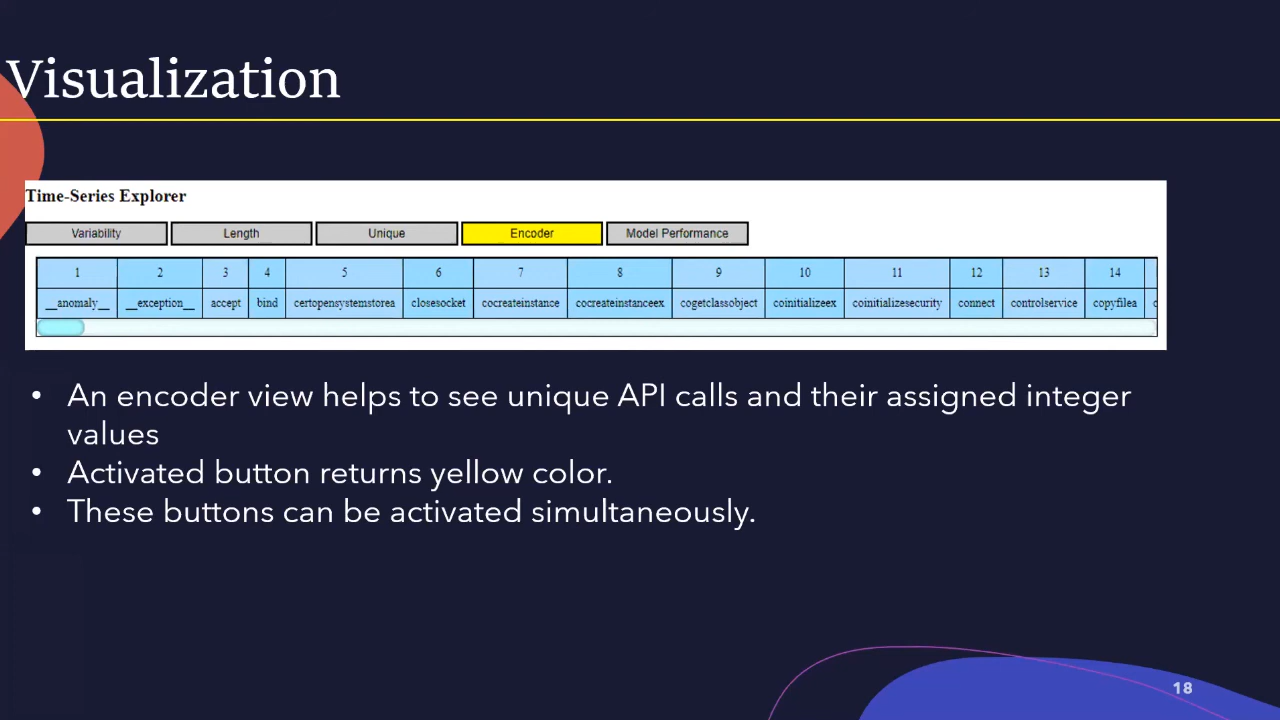 Visualization
Time-Series Explorer
Variability Length Unique Encoder Model Performance
1 2 3 4 5 6 7 8 9 10 11 12 13 14
__anomaly__ __exception__ accept bind certopensystemstorea closesocket cocreateinstance cocreateinstanceex cogetclassobject coinitializeex coinitializesecurity connect controlservice copyfilea
• An encoder view helps to see unique API calls and their assigned integer
values
• Activated button returns yellow color.
• These buttons can be activated simultaneously.
18